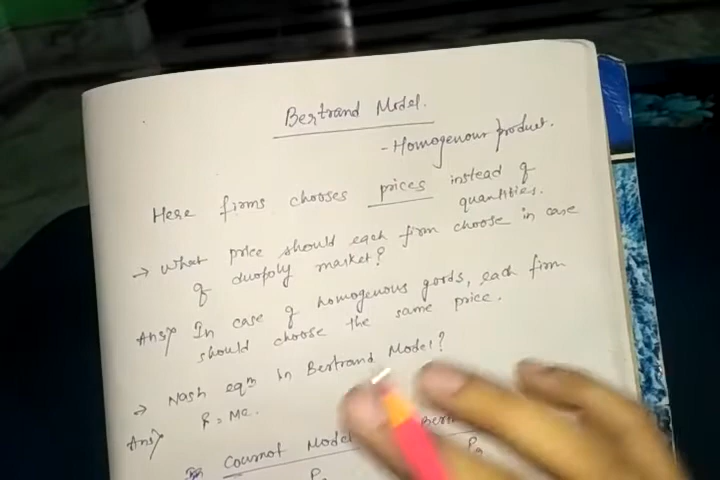 Bertrand Model.
- Homogenous product.
Here firms chooses prices instead of
quantities.
→ What price should each firm choose in case
of duopoly market?
Ans) In case of homogenous goods, each firm
should choose the same price.
→ Nash eqm in Bertrand Model?
Ans) P = MC.
Cournot Model